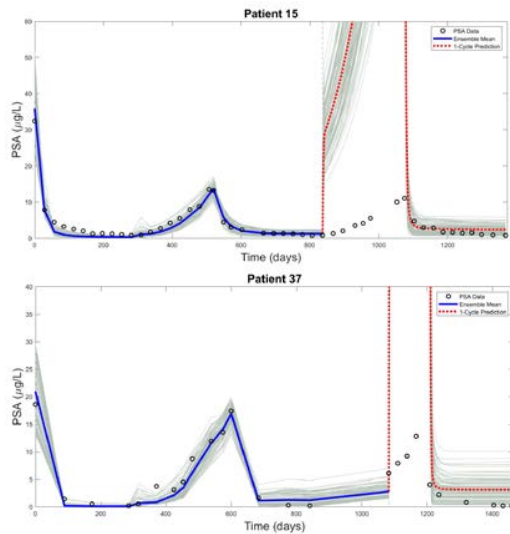 Patient 15
60
50
40
30
20
10
0
PSA (μg/L)
0 200 400 600 800 1000 1200
Time (days)
PSA Data
Ensemble Mean
1-Cycle Prediction
Patient 37
40
35
30
25
20
15
10
5
0
PSA (μg/L)
0 200 400 600 800 1000 1200 1400
Time (days)
PSA Data
Ensemble Mean
1-Cycle Prediction